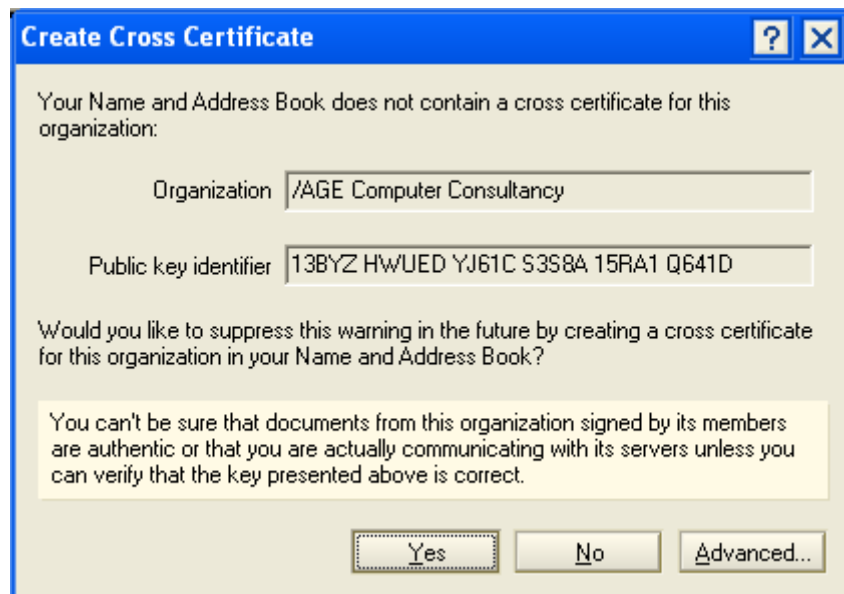 Create Cross Certificate
Your Name and Address Book does not contain a cross certificate for this
organization:
Organization /AGE Computer Consultancy
Public key identifier 13BYZ HWUED YJ61C S3S8A 15RA1 Q641D
Would you like to suppress this warning in the future by creating a cross certificate
for this organization in your Name and Address Book?
You can't be sure that documents from this organization signed by its members
are authentic or that you are actually communicating with its servers unless you
can verify that the key presented above is correct.
Yes No Advanced...